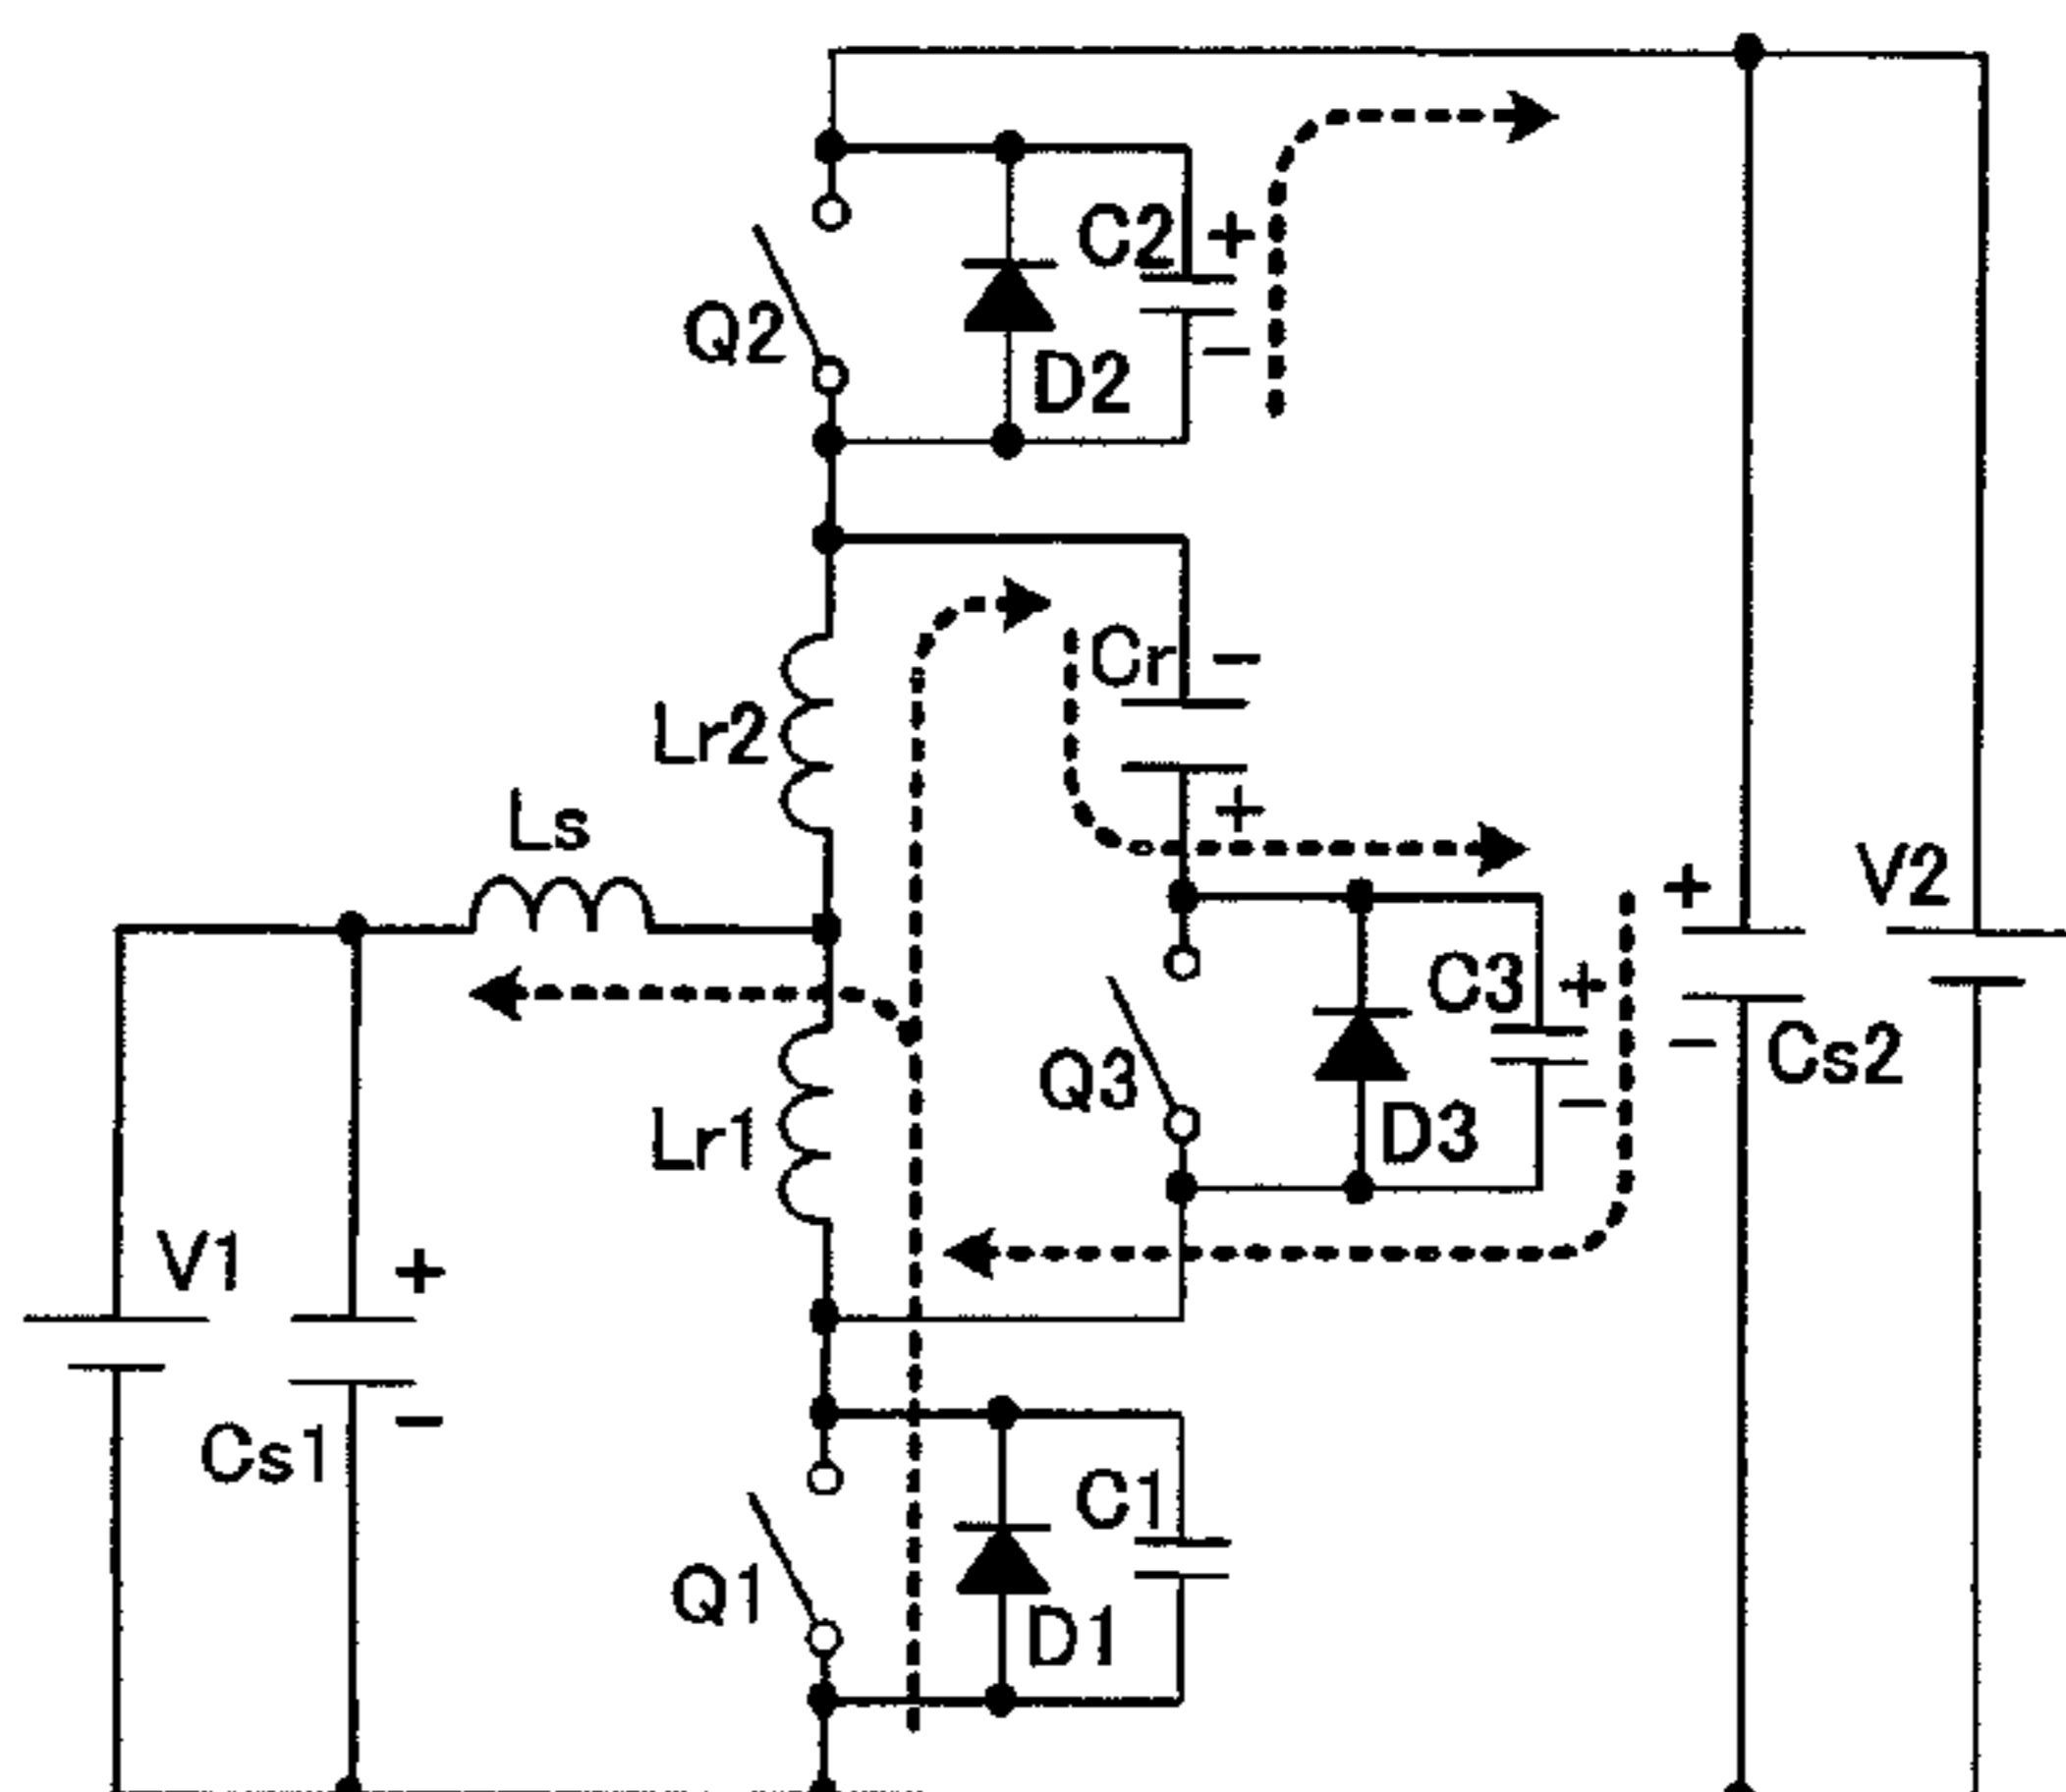 C2 +
Q2
−
D2
Cr −
Lr2
+
Ls
+ V2
C3 +
− Cs2
Q3
−
D3
Lr1
V1
+
−
Cs1
C1
Q1
D1